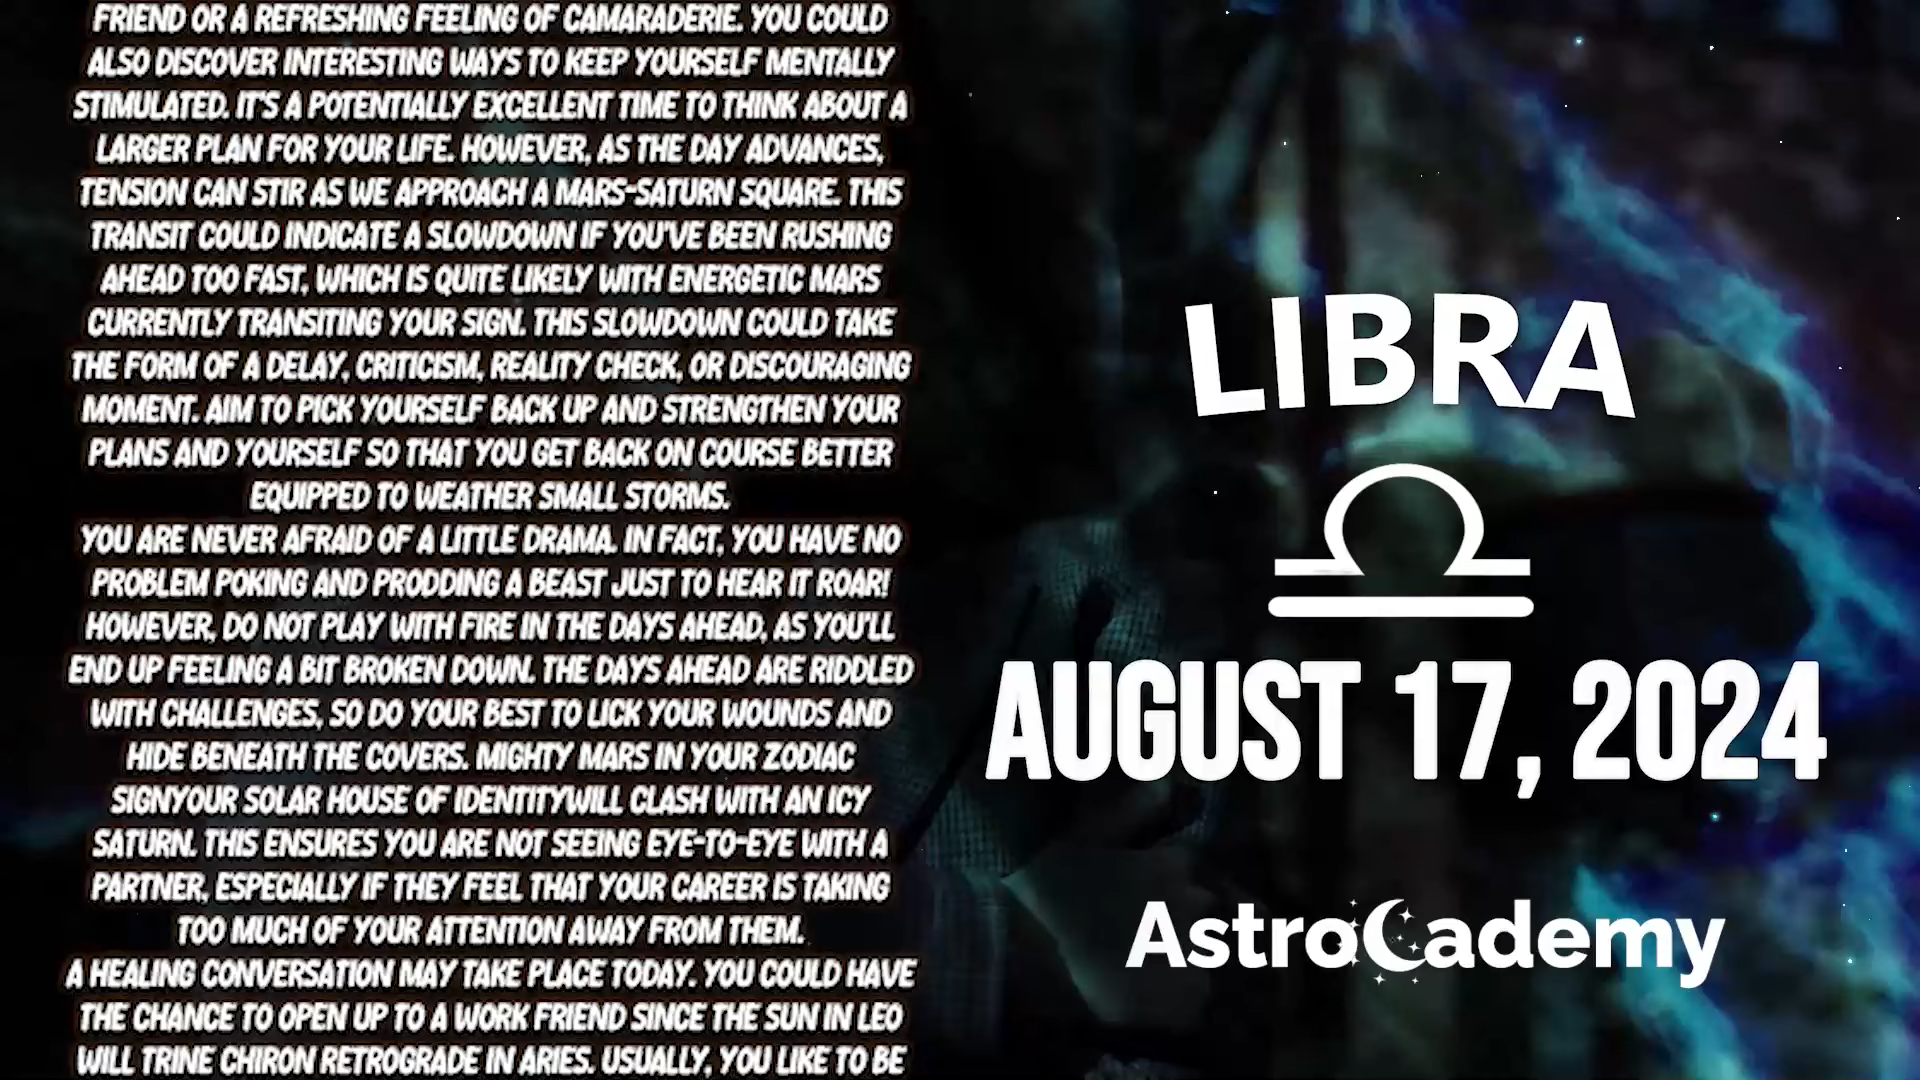 FRIEND OR A REFRESHING FEELING OF CAMARADERIE. YOU COULD
ALSO DISCOVER INTERESTING WAYS TO KEEP YOURSELF MENTALLY
STIMULATED. IT'S A POTENTIALLY EXCELLENT TIME TO THINK ABOUT A
LARGER PLAN FOR YOUR LIFE. HOWEVER, AS THE DAY ADVANCES,
TENSION CAN STIR AS WE APPROACH A MARS-SATURN SQUARE. THIS
TRANSIT COULD INDICATE A SLOWDOWN IF YOU'VE BEEN RUSHING
AHEAD TOO FAST, WHICH IS QUITE LIKELY WITH ENERGETIC MARS
CURRENTLY TRANSITING YOUR SIGN. THIS SLOWDOWN COULD TAKE
THE FORM OF A DELAY, CRITICISM, REALITY CHECK, OR DISCOURAGING
MOMENT. AIM TO PICK YOURSELF BACK UP AND STRENGTHEN YOUR
PLANS AND YOURSELF SO THAT YOU GET BACK ON COURSE BETTER
EQUIPPED TO WEATHER SMALL STORMS.
YOU ARE NEVER AFRAID OF A LITTLE DRAMA. IN FACT, YOU HAVE NO
PROBLEM POKING AND PRODDING A BEAST JUST TO HEAR IT ROAR!
HOWEVER, DO NOT PLAY WITH FIRE IN THE DAYS AHEAD, AS YOU'LL
END UP FEELING A BIT BROKEN DOWN. THE DAYS AHEAD ARE RIDDLED
WITH CHALLENGES, SO DO YOUR BEST TO LICK YOUR WOUNDS AND
HIDE BENEATH THE COVERS. MIGHTY MARS IN YOUR ZODIAC
SIGNYOUR SOLAR HOUSE OF IDENTITYWILL CLASH WITH AN ICY
SATURN. THIS ENSURES YOU ARE NOT SEEING EYE-TO-EYE WITH A
PARTNER, ESPECIALLY IF THEY FEEL THAT YOUR CAREER IS TAKING
TOO MUCH OF YOUR ATTENTION AWAY FROM THEM.
A HEALING CONVERSATION MAY TAKE PLACE TODAY. YOU COULD HAVE
THE CHANCE TO OPEN UP TO A WORK FRIEND SINCE THE SUN IN LEO
WILL TRINE CHIRON RETROGRADE IN ARIES. USUALLY, YOU LIKE TO BE
LIBRA
AUGUST 17, 2024
AstroCademy